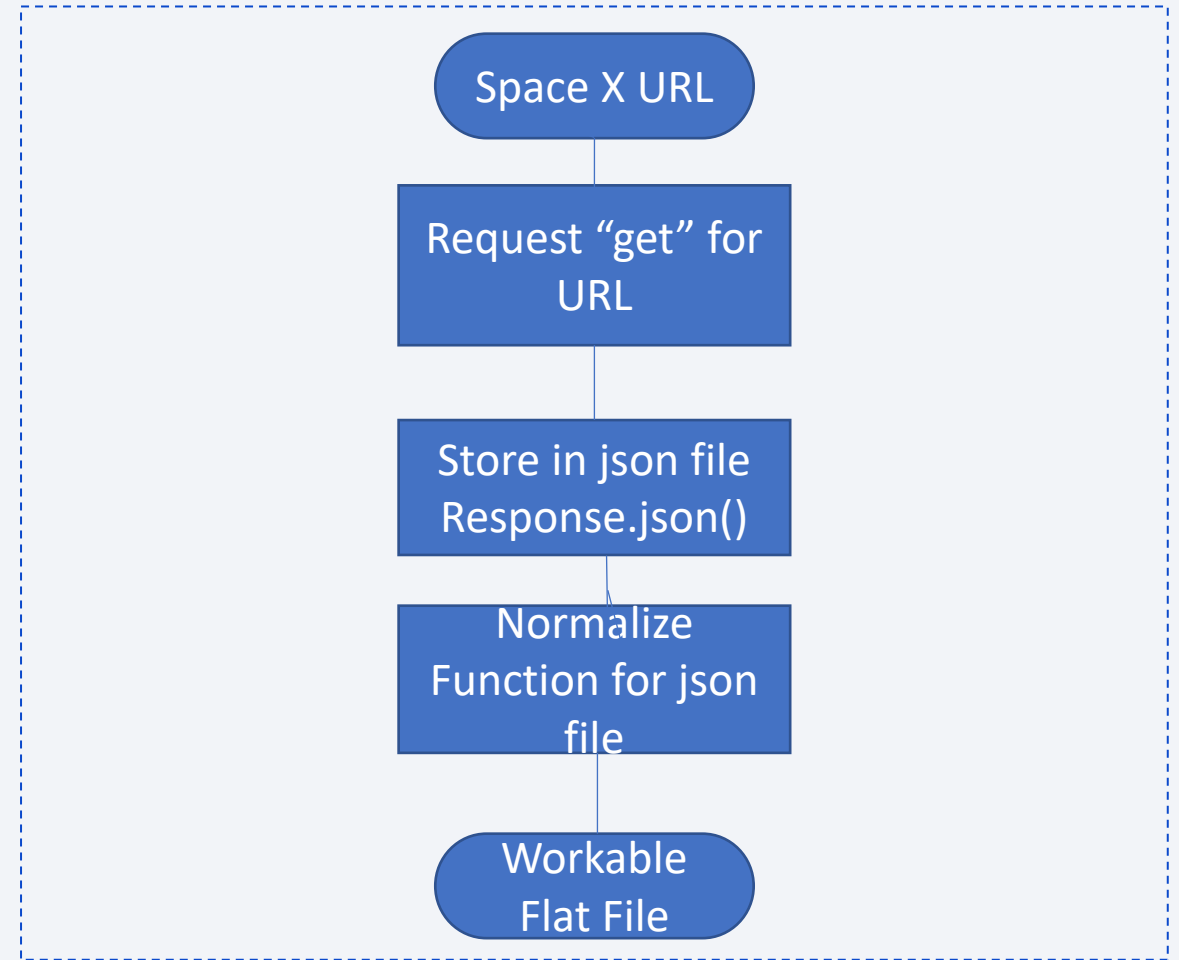 Space X URL
Request “get” for
URL
Store in json file
Response.json()
Normalize
Function for json
file
Workable
Flat File